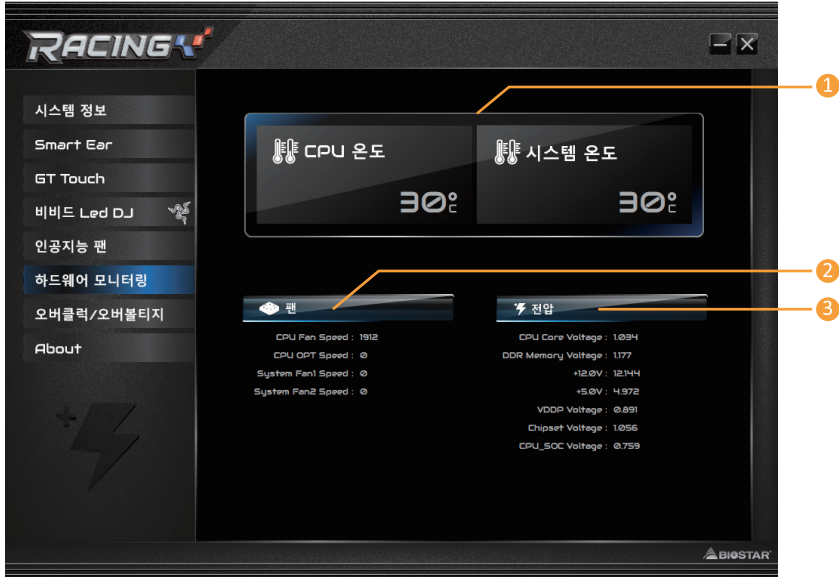 RACING
시스템 정보
Smart Ear
GT Touch
비비드 Led DJ
인공지능 팬
하드웨어 모니터링
오버클럭/오버볼티지
About
1
CPU 온도
30°C
시스템 온도
30°C
2
3
팬
CPU Fan Speed : 1912
CPU OPT Speed : 0
System Fan1 Speed : 0
System Fan2 Speed : 0
전압
CPU Core Voltage : 1.034
DDR Memory Voltage : 1.177
+12.0V : 12.144
+5.0V : 4.972
VDDP Voltage : 0.891
Chipset Voltage : 1.056
CPU_SOC Voltage : 0.759
BIOSTAR